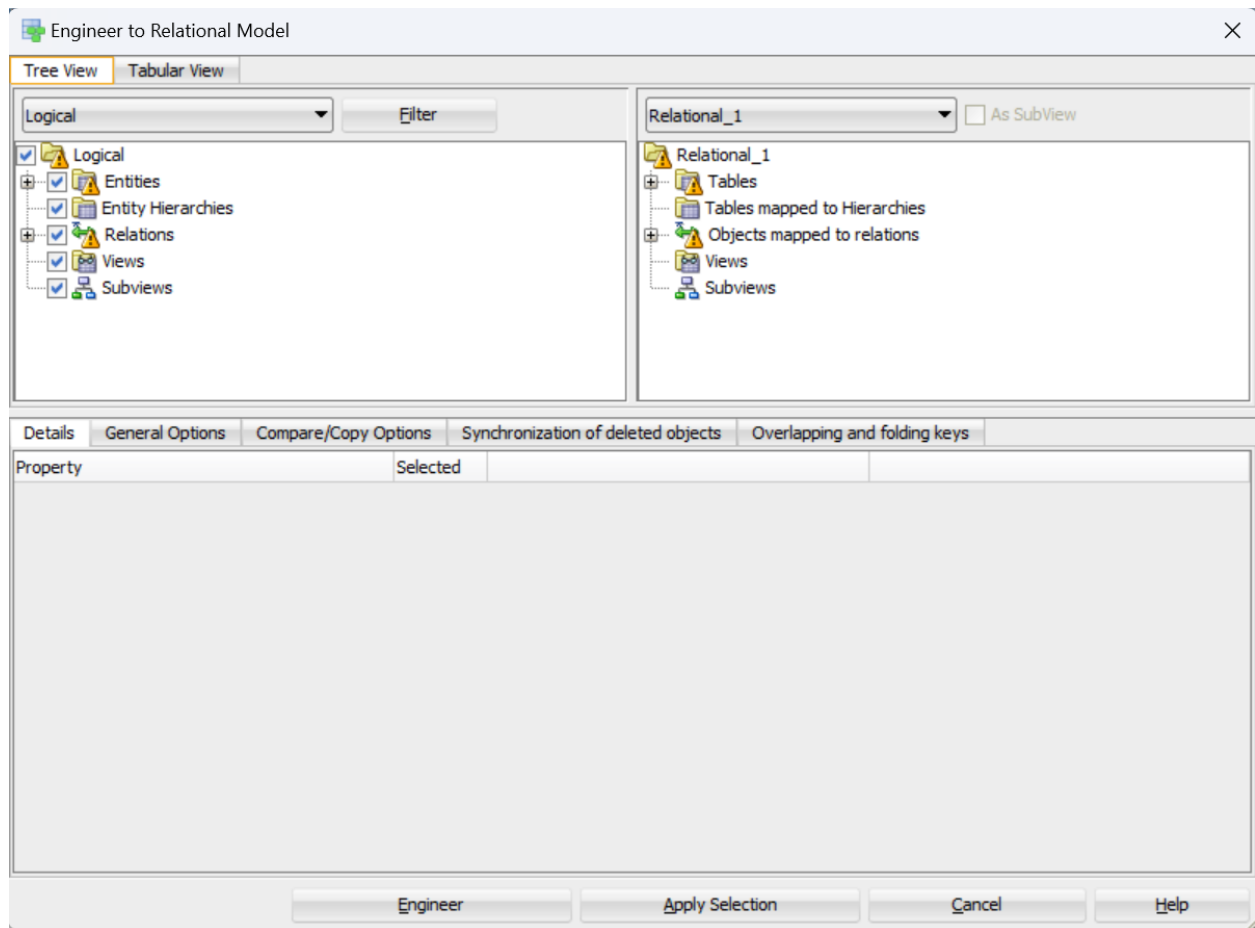 Engineer to Relational Model
Tree View Tabular View
Logical Filter Relational_1 As SubView
Logical Relational_1
Entities Tables
Entity Hierarchies Tables mapped to Hierarchies
Relations Objects mapped to relations
Views Views
Subviews Subviews
Details General Options Compare/Copy Options Synchronization of deleted objects Overlapping and folding keys
Property Selected
Engineer Apply Selection Cancel Help